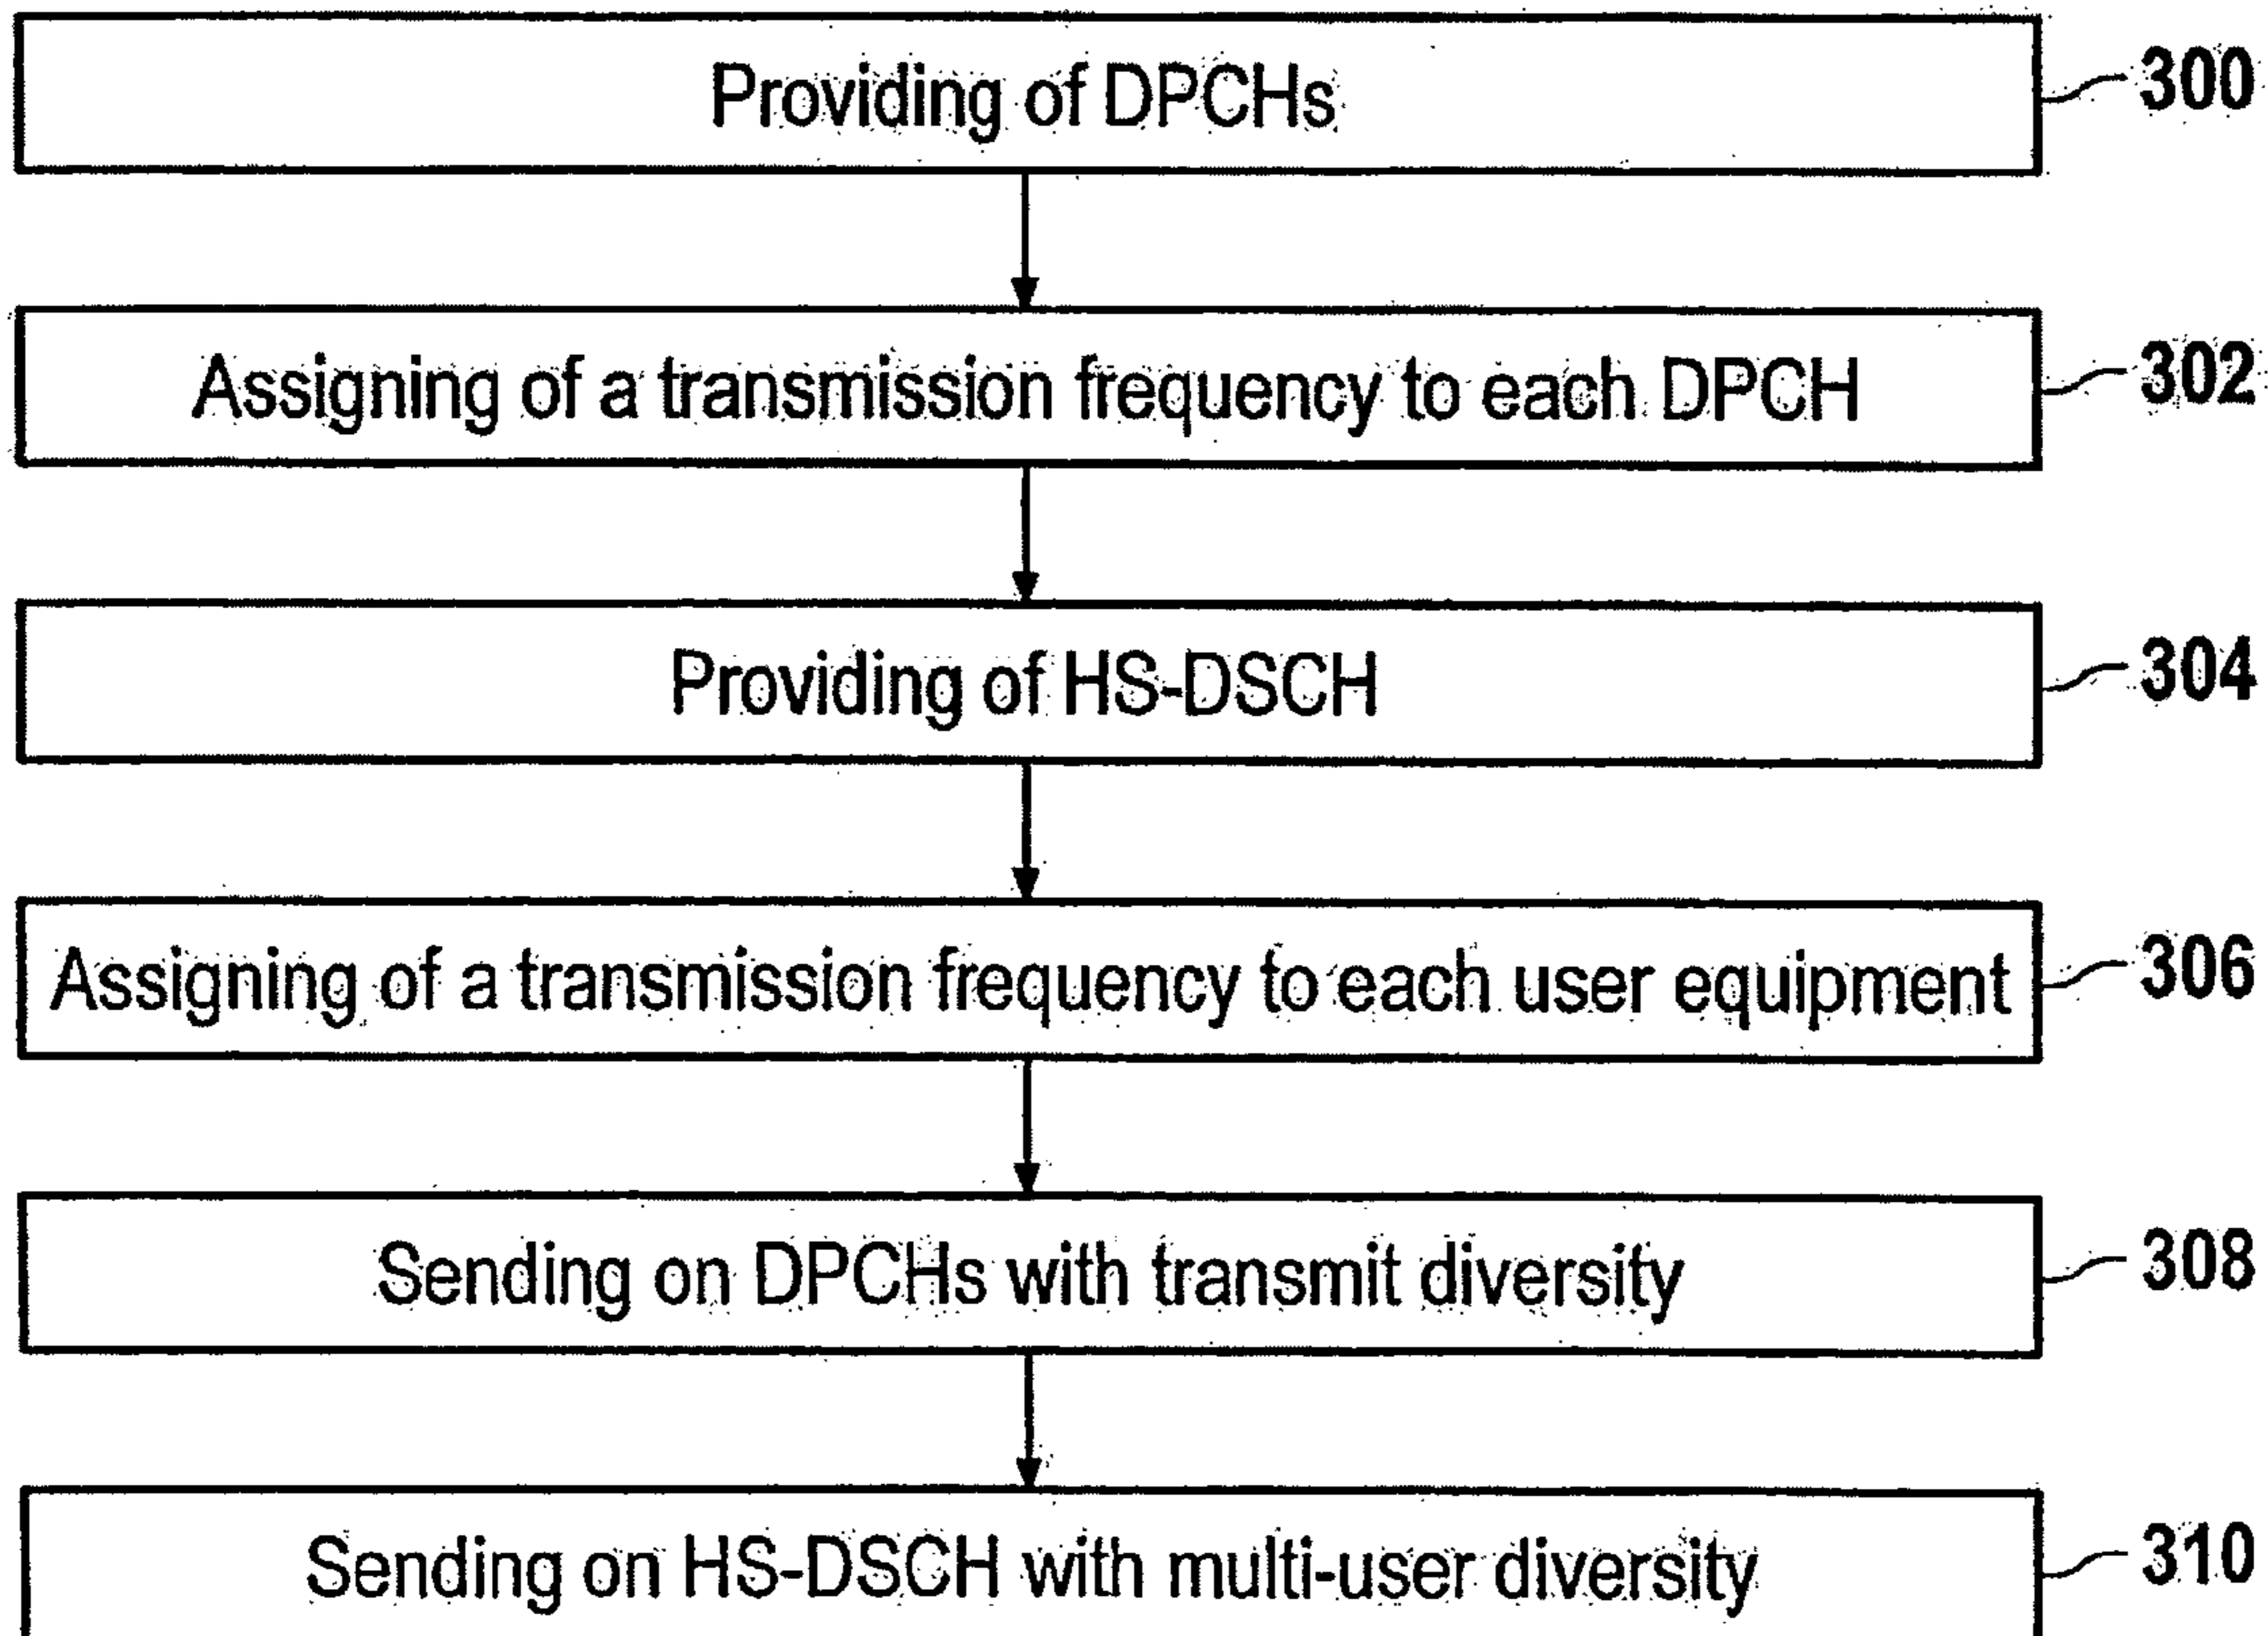 Providing of DPCHs
300
Assigning of a transmission frequency to each DPCH
302
Providing of HS-DSCH
304
Assigning of a transmission frequency to each user equipment
306
Sending on DPCHs with transmit diversity
308
Sending on HS-DSCH with multi-user diversity
310